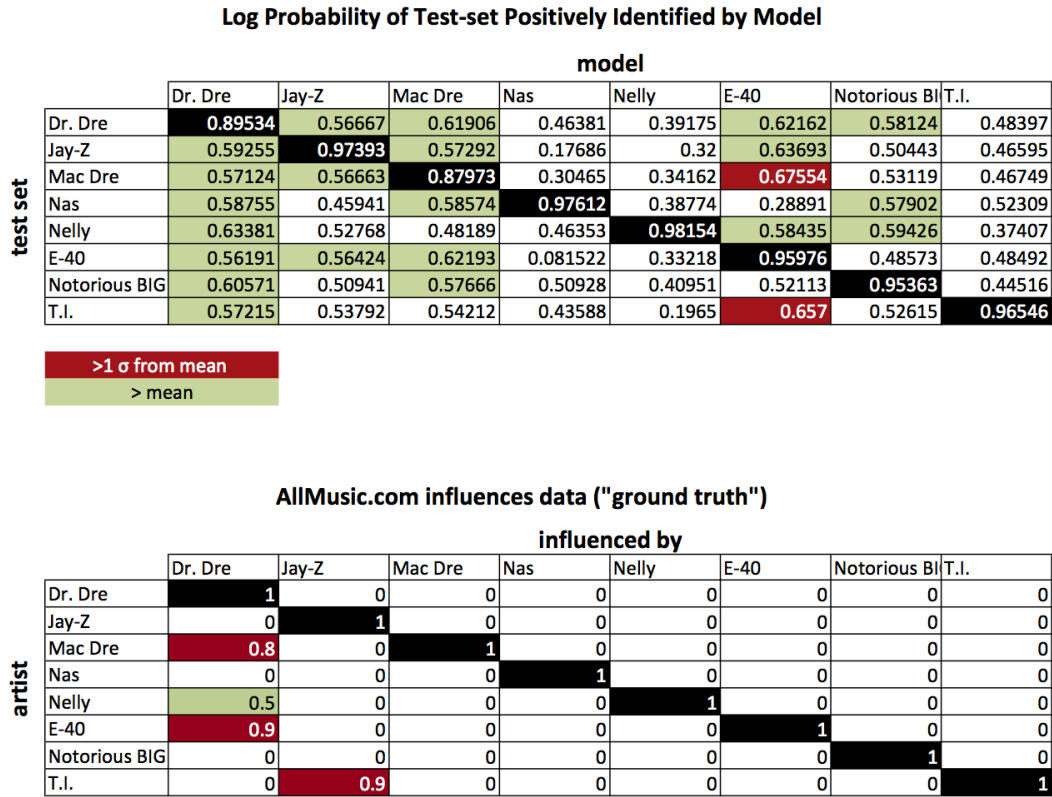 Log Probability of Test-set Positively Identified by Model
model
Dr. Dre Jay-Z Mac Dre Nas Nelly E-40 Notorious BI T.I.
test set
Dr. Dre 0.89534 0.56667 0.61906 0.46381 0.39175 0.62162 0.58124 0.48397
Jay-Z 0.59255 0.97393 0.57292 0.17686 0.32 0.63693 0.50443 0.46595
Mac Dre 0.57124 0.56663 0.87973 0.30465 0.34162 0.67554 0.53119 0.46749
Nas 0.58755 0.45941 0.58574 0.97612 0.38774 0.28891 0.57902 0.52309
Nelly 0.63381 0.52768 0.48189 0.46353 0.98154 0.58435 0.59426 0.37407
E-40 0.56191 0.56424 0.62193 0.081522 0.33218 0.95976 0.48573 0.48492
Notorious BIG 0.60571 0.50941 0.57666 0.50928 0.40951 0.52113 0.95363 0.44516
T.I. 0.57215 0.53792 0.54212 0.43588 0.1965 0.657 0.52615 0.96546
>1 σ from mean
> mean
AllMusic.com influences data ("ground truth")
influenced by
Dr. Dre Jay-Z Mac Dre Nas Nelly E-40 Notorious BI T.I.
artist
Dr. Dre 1 0 0 0 0 0 0 0
Jay-Z 0 1 0 0 0 0 0 0
Mac Dre 0.8 0 1 0 0 0 0 0
Nas 0 0 0 1 0 0 0 0
Nelly 0.5 0 0 0 1 0 0 0
E-40 0.9 0 0 0 0 1 0 0
Notorious BIG 0 0 0 0 0 0 1 0
T.I. 0 0.9 0 0 0 0 0 1